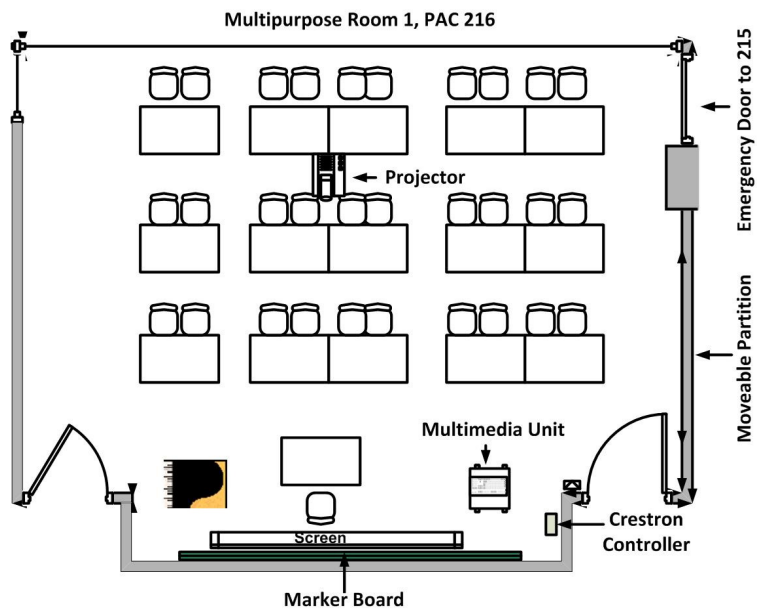 Multipurpose Room 1, PAC 216
Emergency Door to 215
Projector
Moveable Partition
Multimedia Unit
Crestron
Controller
Screen
Marker Board